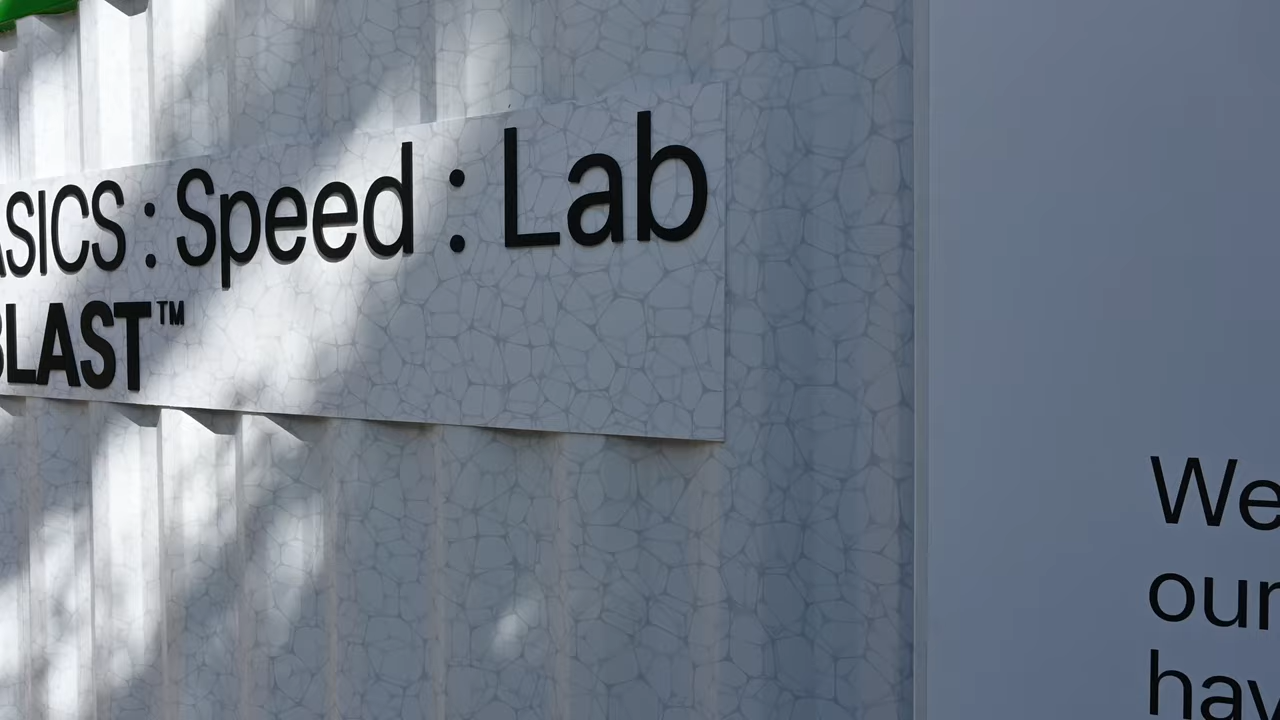 ASICS : Speed : Lab
BLAST™
We
our
hav